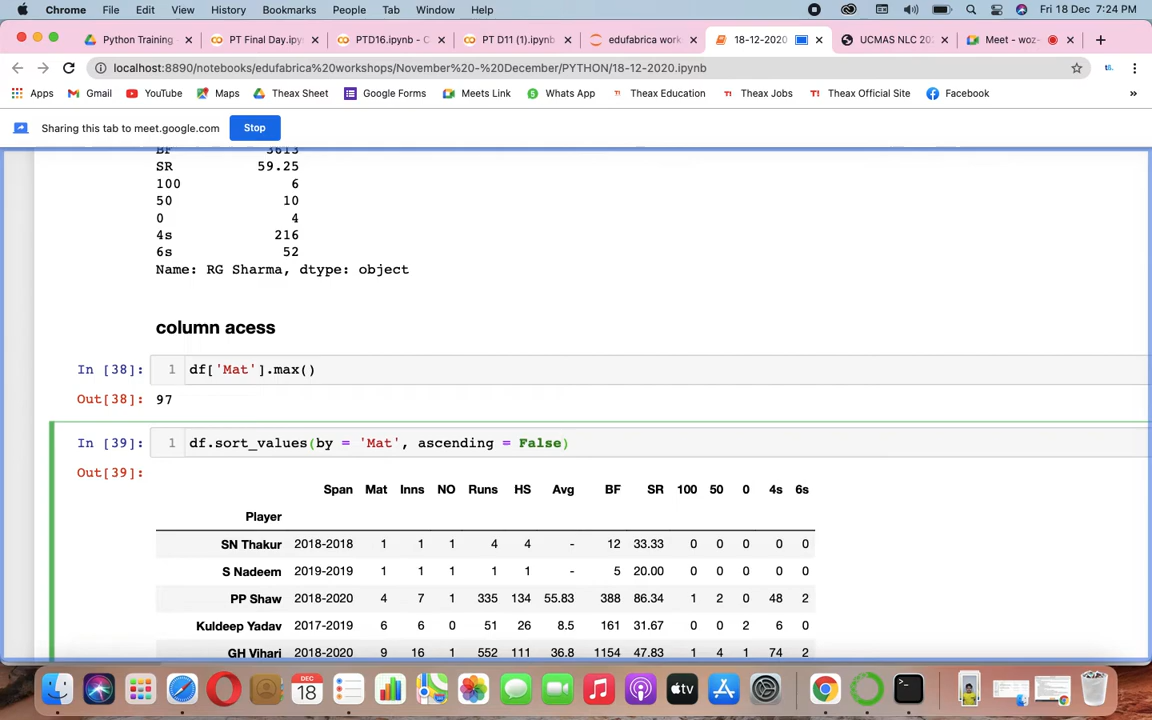 Chrome File Edit View History Bookmarks People Tab Window Help Fri 18 Dec 7:24 PM
Python Training - PT Final Day.ipy PTD16.ipynb - C PT D11 (1).ipynb edufabrica work 18-12-2020 UCMAS NLC 20 Meet - woz-
localhost:8890/notebooks/edufabrica%20workshops/November%20-%20December/PYTHON/18-12-2020.ipynb
Apps Gmail YouTube Maps Theax Sheet Google Forms Meets Link Whats App Theax Education Theax Jobs Theax Official Site Facebook »
Sharing this tab to meet.google.com Stop
BF 3613
SR 59.25
100 6
50 10
0 4
4s 216
6s 52
Name: RG Sharma, dtype: object
column acess
In [38]: 1 df['Mat'].max()
Out[38]: 97
In [39]: 1 df.sort_values(by = 'Mat', ascending = False)
Out[39]:
Span Mat Inns NO Runs HS Avg BF SR 100 50 0 4s 6s
Player
SN Thakur 2018-2018 1 1 1 4 4 - 12 33.33 0 0 0 0 0
S Nadeem 2019-2019 1 1 1 1 1 - 5 20.00 0 0 0 0 0
PP Shaw 2018-2020 4 7 1 335 134 55.83 388 86.34 1 2 0 48 2
Kuldeep Yadav 2017-2019 6 6 0 51 26 8.5 161 31.67 0 0 2 6 0
GH Vihari 2018-2020 9 16 1 552 111 36.8 1154 47.83 1 4 1 74 2
DEC
18
tv